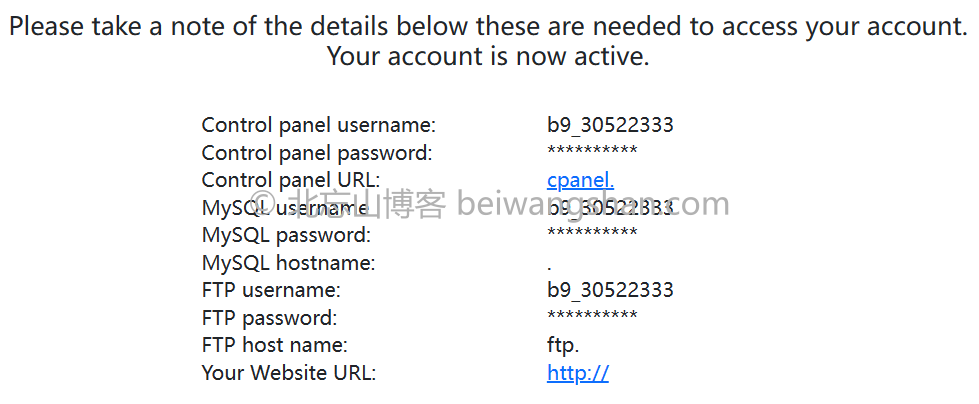 Please take a note of the details below these are needed to access your account.
Your account is now active.
Control panel username: b9_30522333
Control panel password: **********
Control panel URL: cpanel.
© 北忘山博客 beiwangshan.com
MySQL username b9_30522333
MySQL password: **********
MySQL hostname: .
FTP username: b9_30522333
FTP password: **********
FTP host name: ftp.
Your Website URL: http://